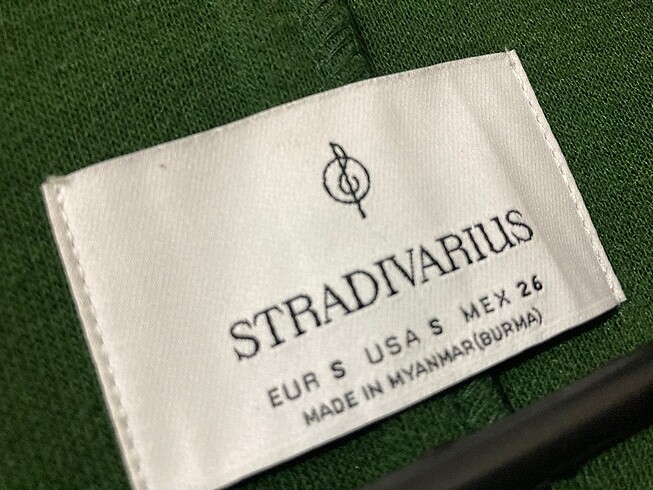 STRADIVARIUS
EUR S USA S MEX 26
MADE IN MYANMAR(BURMA)